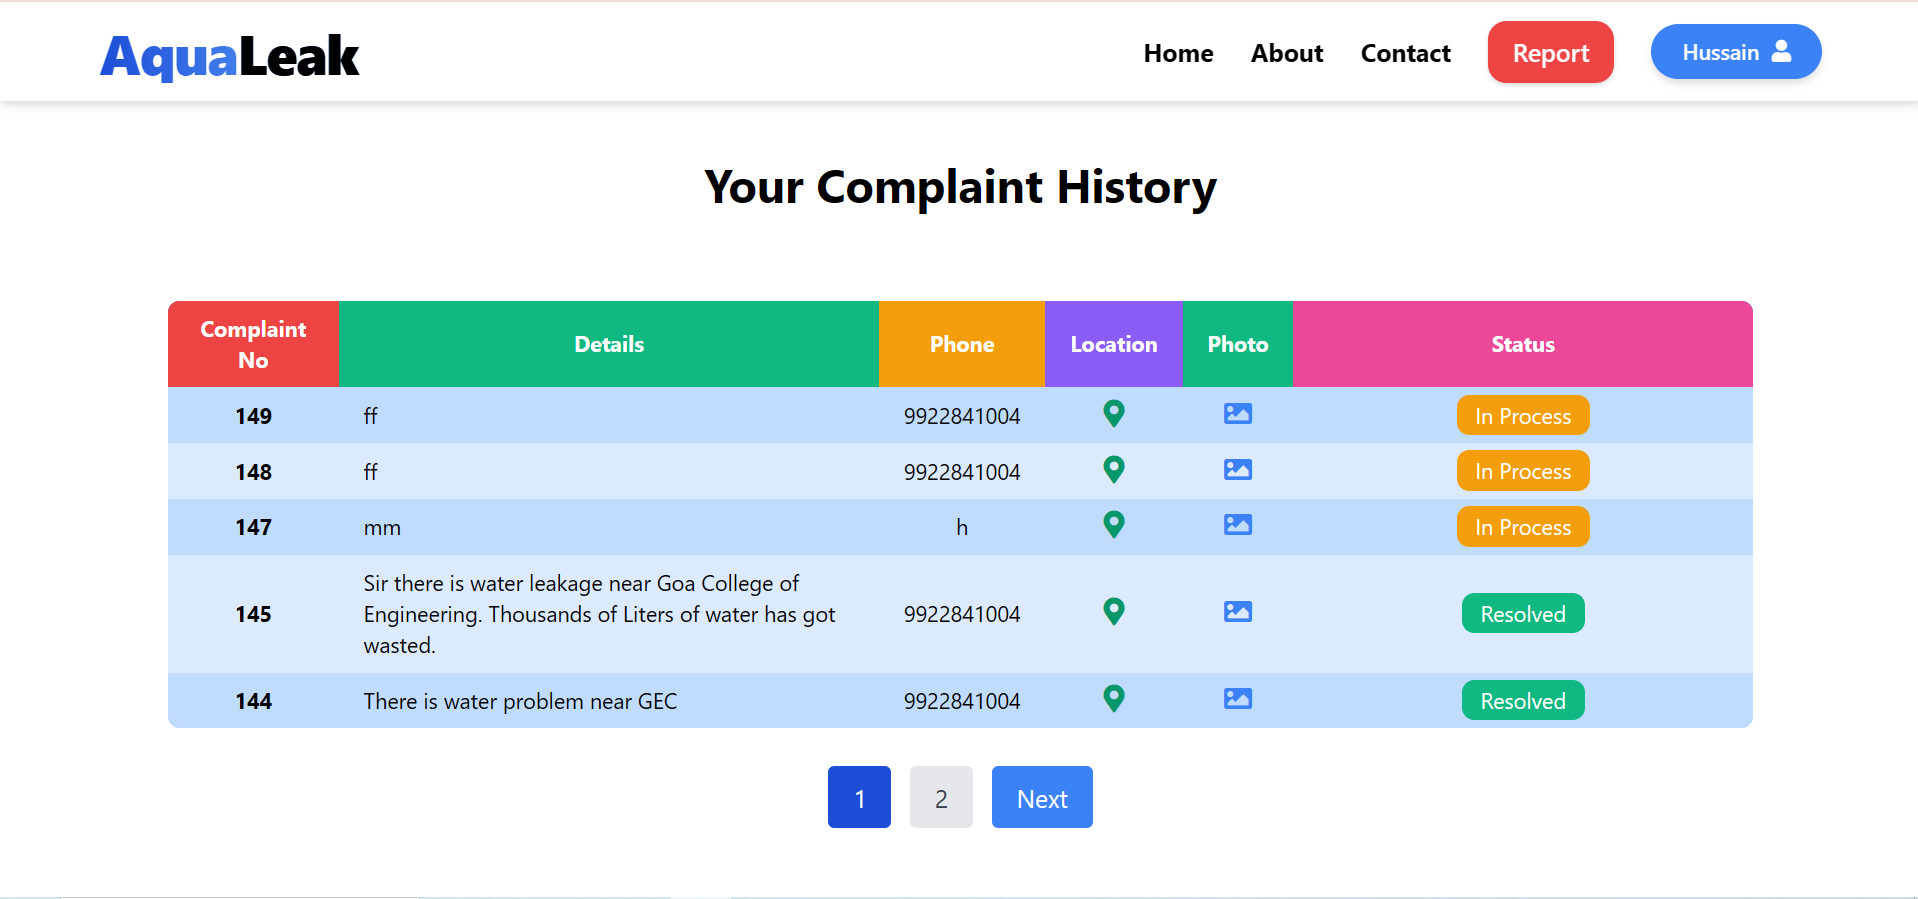 AquaLeak
Home About Contact Report Hussain
Your Complaint History
Complaint No Details Phone Location Photo Status
149 ff 9922841004 In Process
148 ff 9922841004 In Process
147 mm h In Process
145 Sir there is water leakage near Goa College of
Engineering. Thousands of Liters of water has got
wasted. 9922841004 Resolved
144 There is water problem near GEC 9922841004 Resolved
1 2 Next